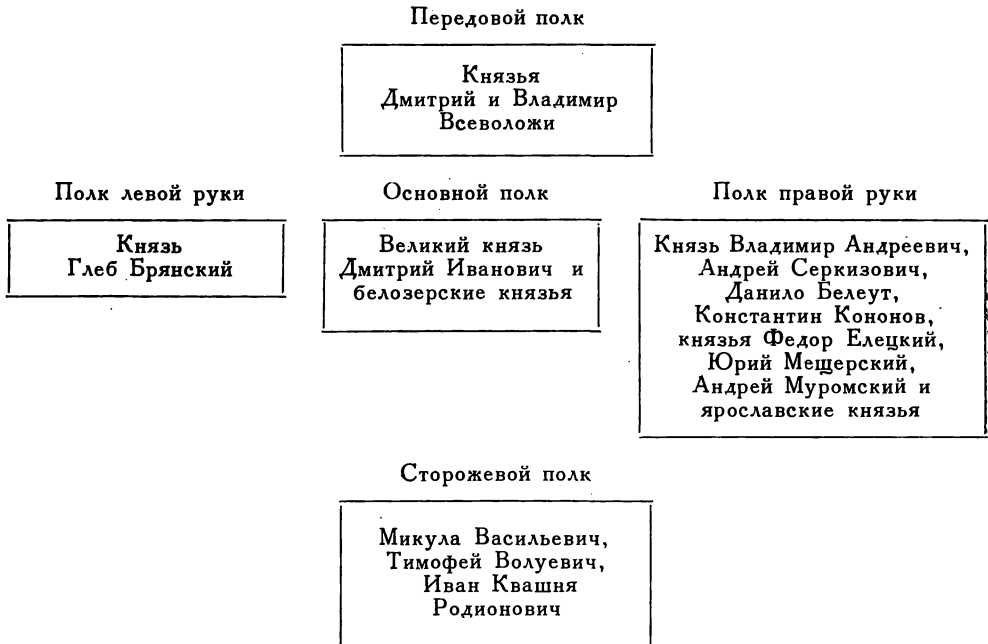 Передовой полк
Князья
Дмитрий и Владимир
Всеволожи
Полк левой руки
Князь
Глеб Брянский
Основной полк
Великий князь
Дмитрий Иванович и
белозерские князья
Полк правой руки
Князь Владимир Андреевич,
Андрей Серкизович,
Данило Белеут,
Константин Кононов,
князья Федор Елецкий,
Юрий Мещерский,
Андрей Муромский и
ярославские князья
Сторожевой полк
Микула Васильевич,
Тимофей Волуевич,
Иван Квашня
Родионович